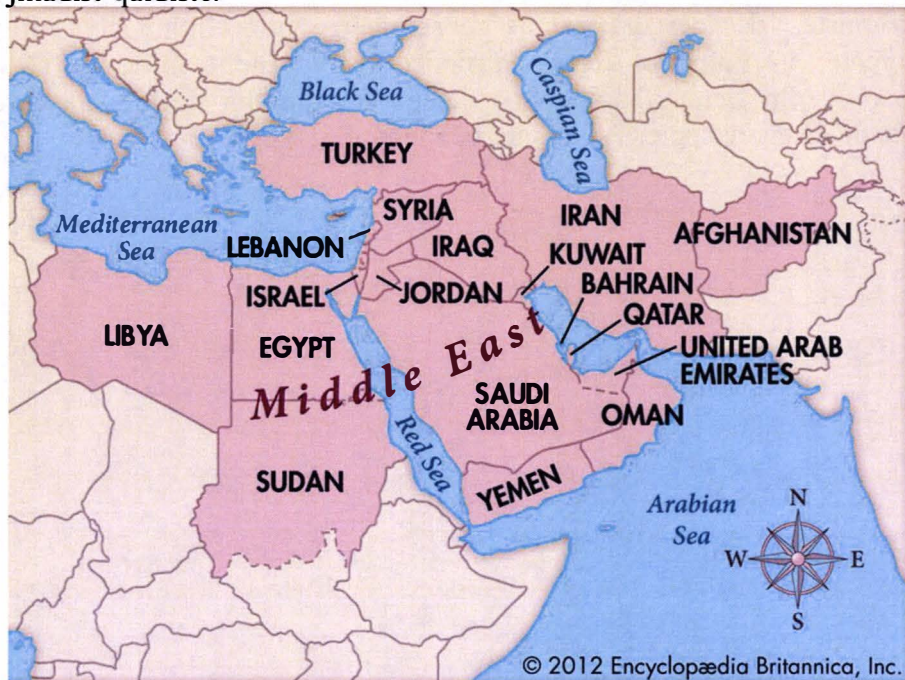 Black Sea
Caspian Sea
TURKEY
Mediterranean
Sea
SYRIA
LEBANON
IRAQ
IRAN
AFGHANISTAN
KUWAIT
BAHRAIN
ISRAEL
JORDAN
QATAR
LIBYA
EGYPT
UNITED ARAB
EMIRATES
Middle East
SAUDI
ARABIA
OMAN
Red Sea
SUDAN
YEMEN
Arabian
Sea
N
W
E
S
© 2012 Encyclopædia Britannica, Inc.